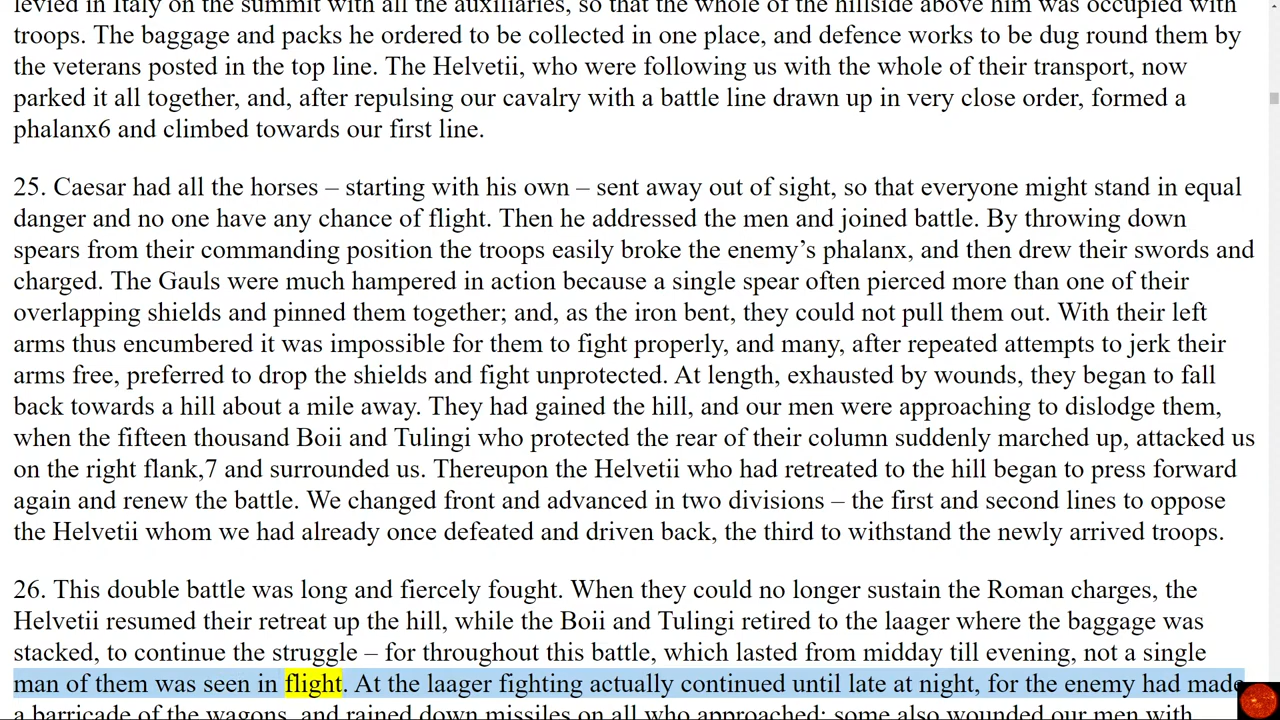 levied in Italy on the summit with all the auxiliaries, so that the whole of the hillside above him was occupied with
troops. The baggage and packs he ordered to be collected in one place, and defence works to be dug round them by
the veterans posted in the top line. The Helvetii, who were following us with the whole of their transport, now
parked it all together, and, after repulsing our cavalry with a battle line drawn up in very close order, formed a
phalanx6 and climbed towards our first line.
25. Caesar had all the horses – starting with his own – sent away out of sight, so that everyone might stand in equal
danger and no one have any chance of flight. Then he addressed the men and joined battle. By throwing down
spears from their commanding position the troops easily broke the enemy’s phalanx, and then drew their swords and
charged. The Gauls were much hampered in action because a single spear often pierced more than one of their
overlapping shields and pinned them together; and, as the iron bent, they could not pull them out. With their left
arms thus encumbered it was impossible for them to fight properly, and many, after repeated attempts to jerk their
arms free, preferred to drop the shields and fight unprotected. At length, exhausted by wounds, they began to fall
back towards a hill about a mile away. They had gained the hill, and our men were approaching to dislodge them,
when the fifteen thousand Boii and Tulingi who protected the rear of their column suddenly marched up, attacked us
on the right flank,7 and surrounded us. Thereupon the Helvetii who had retreated to the hill began to press forward
again and renew the battle. We changed front and advanced in two divisions – the first and second lines to oppose
the Helvetii whom we had already once defeated and driven back, the third to withstand the newly arrived troops.
26. This double battle was long and fiercely fought. When they could no longer sustain the Roman charges, the
Helvetii resumed their retreat up the hill, while the Boii and Tulingi retired to the laager where the baggage was
stacked, to continue the struggle – for throughout this battle, which lasted from midday till evening, not a single
man of them was seen in flight. At the laager fighting actually continued until late at night, for the enemy had made
a barricade of the wagons, and rained down missiles on all who approached; some also wounded our men with